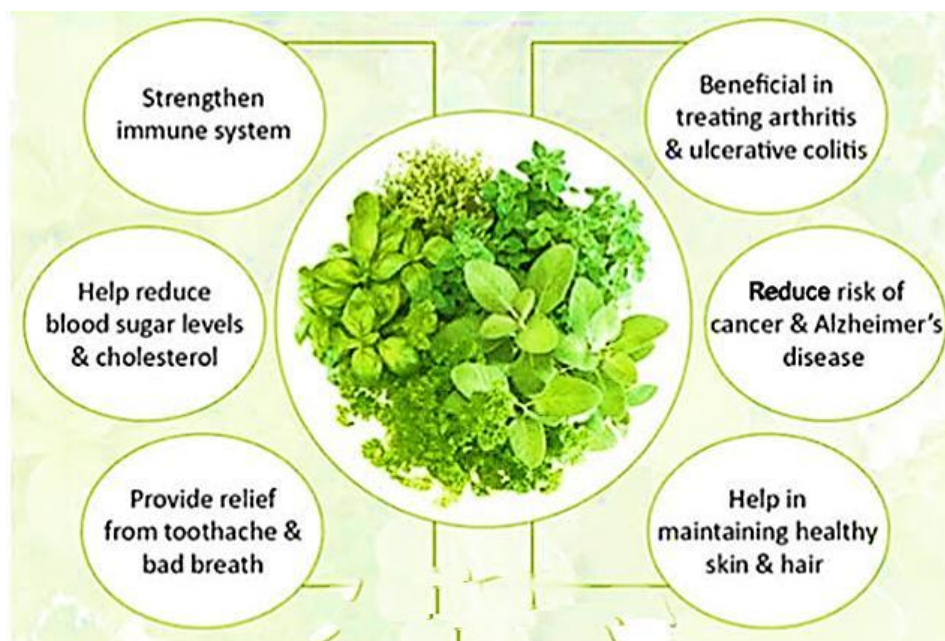 Strengthen
immune system
Beneficial in
treating arthritis
& ulcerative colitis
Help reduce
blood sugar levels
& cholesterol
Reduce risk of
cancer & Alzheimer's
disease
Provide relief
from toothache &
bad breath
Help in
maintaining healthy
skin & hair